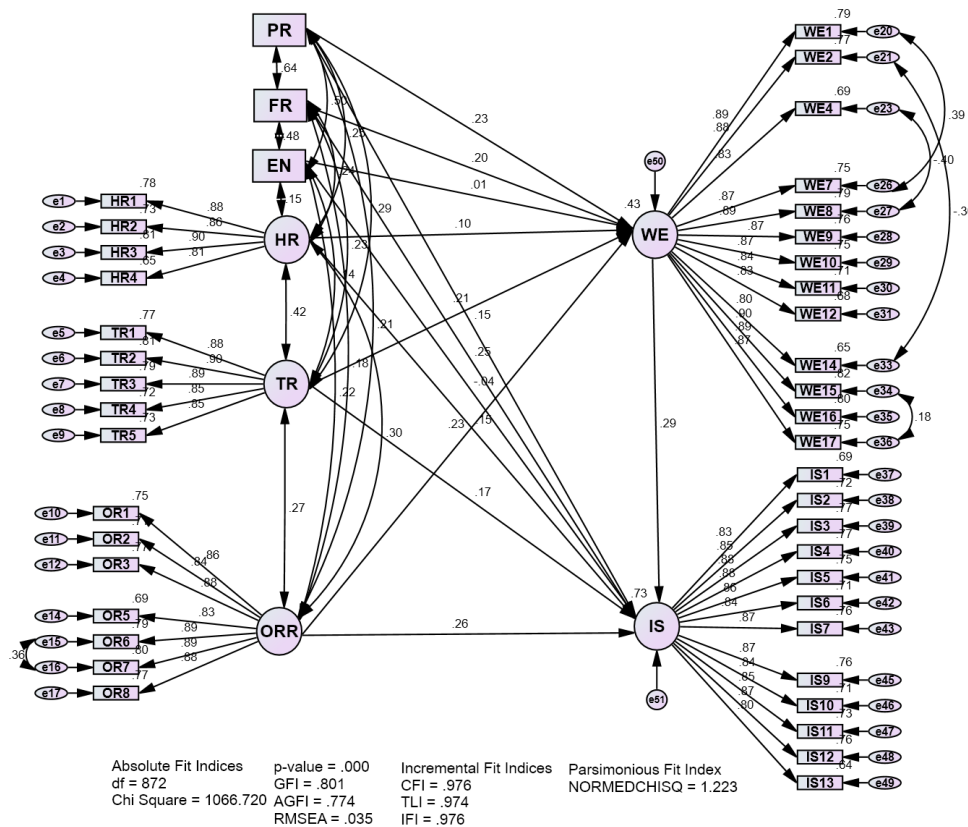 PR
.64
FR
.48
EN
.15
HR
.42
TR
.27
ORR
.50
.29
.23
.21
.18
.22
.30
.23
.20
.01
.10
.21
.15
.25
-.04
.15
.23
.17
.26
.29
e1 HR1 .78 .88
e2 HR2 .73 .86
e3 HR3 .81 .90
e4 HR4 .65 .81
e5 TR1 .77 .88
e6 TR2 .81 .90
e7 TR3 .79 .89
e8 TR4 .72 .85
e9 TR5 .73 .85
e10 OR1 .75 .86
e11 OR2 .84
e12 OR3 .77 .88
e14 OR5 .69 .83
e15 OR6 .79 .89
e16 OR7 .80 .89
e17 OR8 .77 .88
.36
e50
.43
WE
.89 WE1 .79 e20
.88 WE2 .77 e21
.83 WE4 .69 e23
.87 WE7 .75 e26
.89 WE8 .79 e27
.87 WE9 .76 e28
.87 WE10 .75 e29
.84 WE11 .71 e30
.83 WE12 .68 e31
.80 WE14 .65 e33
.90 WE15 .82 e34
.89 WE16 .80 e35
.87 WE17 .75 e36
.39
-.40
.18
.73
IS
e51
.83 IS1 .69 e37
.85 IS2 .72 e38
.88 IS3 .77 e39
.88 IS4 .77 e40
.86 IS5 .75 e41
.84 IS6 .71 e42
.87 IS7 .76 e43
.87 IS9 .76 e45
.84 IS10 .71 e46
.85 IS11 .73 e47
.87 IS12 .76 e48
.80 IS13 .64 e49
Absolute Fit Indices
df = 872
Chi Square = 1066.720
p-value = .000
GFI = .801
AGFI = .774
RMSEA = .035
Incremental Fit Indices
CFI = .976
TLI = .974
IFI = .976
Parsimonious Fit Index
NORMEDCHISQ = 1.223